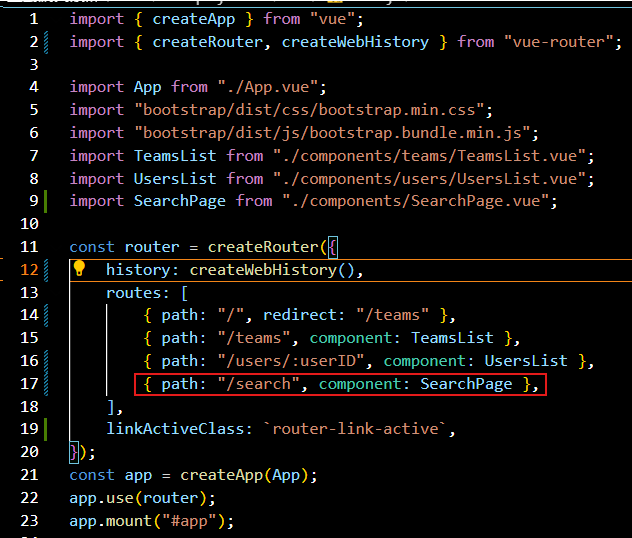 1 import { createApp } from "vue";
2 import { createRouter, createWebHistory } from "vue-router";
3
4 import App from "./App.vue";
5 import "bootstrap/dist/css/bootstrap.min.css";
6 import "bootstrap/dist/js/bootstrap.bundle.min.js";
7 import TeamsList from "./components/teams/TeamsList.vue";
8 import UsersList from "./components/users/UsersList.vue";
9 import SearchPage from "./components/SearchPage.vue";
10
11 const router = createRouter({
12 history: createWebHistory(),
13 routes: [
14 { path: "/", redirect: "/teams" },
15 { path: "/teams", component: TeamsList },
16 { path: "/users/:userID", component: UsersList },
17 { path: "/search", component: SearchPage },
18 ],
19 linkActiveClass: `router-link-active`,
20 });
21 const app = createApp(App);
22 app.use(router);
23 app.mount("#app");